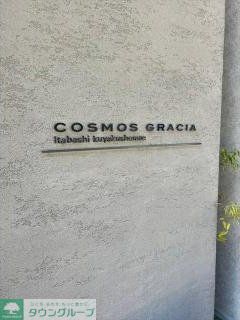 COSMOS GRACIA
itabashi kuyakushomae
タウングループ